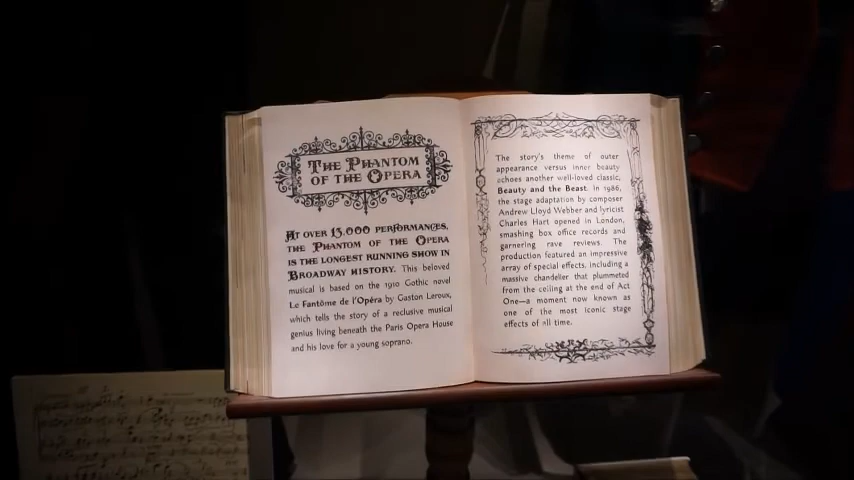 THE PHANTOM
OF THE OPERA
AT OVER 13,000 PERFORMANCES,
THE PHANTOM OF THE OPERA
IS THE LONGEST RUNNING SHOW IN
BROADWAY HISTORY. This beloved
musical is based on the 1910 Gothic novel
Le Fantôme de l'Opéra by Gaston Leroux,
which tells the story of a reclusive musical
genius living beneath the Paris Opera House
and his love for a young soprano.
The story's theme of outer
appearance versus inner beauty
echoes another well-loved classic,
Beauty and the Beast. In 1986,
the stage adaptation by composer
Andrew Lloyd Webber and lyricist
Charles Hart opened in London,
smashing box office records and
garnering rave reviews. The
production featured an impressive
array of special effects, including a
massive chandelier that plummeted
from the ceiling at the end of Act
One—a moment now known as
one of the most iconic stage
effects of all time.